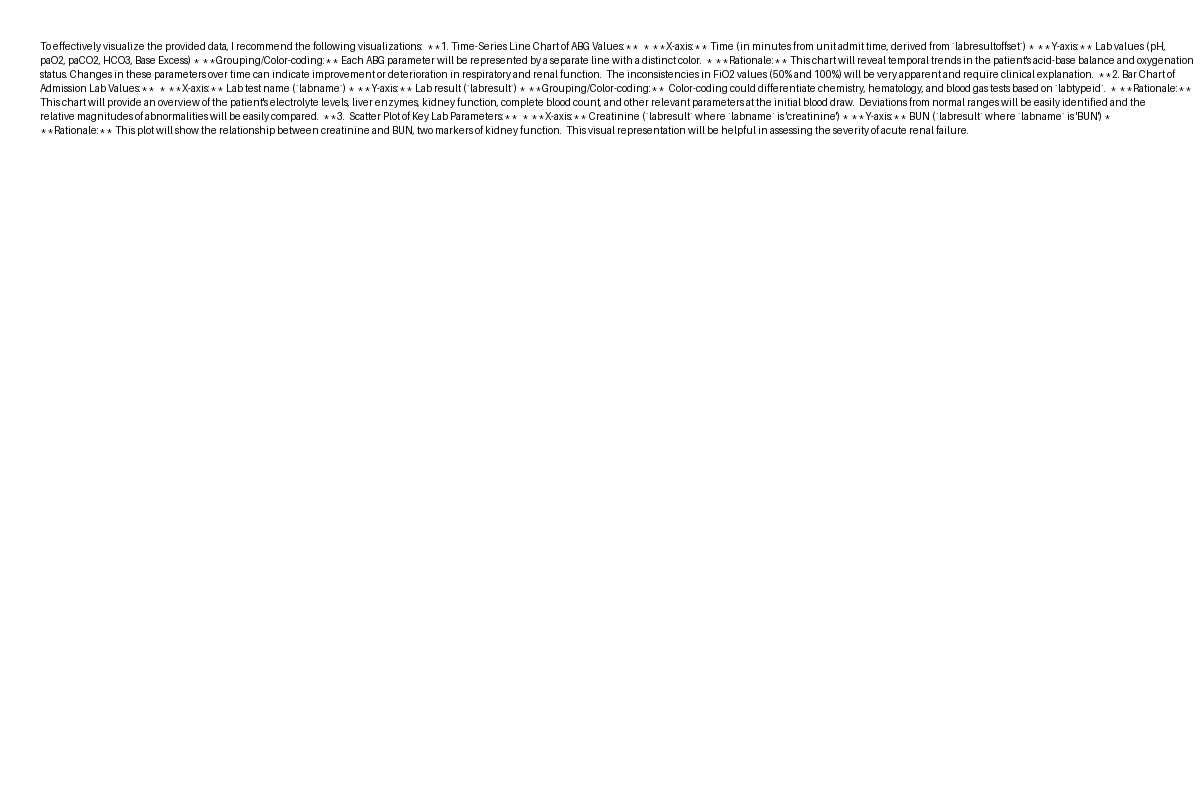 To effectively visualize the provided data, I recommend the following visualizations:  **1. Time-Series Line Chart of ABG Values:**  * **X-axis:** Time (in minutes from unit admit time, derived from `labresultoffset`) * **Y-axis:** Lab values (pH,
paO2, paCO2, HCO3, Base Excess) * **Grouping/Color-coding:** Each ABG parameter will be represented by a separate line with a distinct color.  * **Rationale:** This chart will reveal temporal trends in the patient's acid-base balance and oxygenation
status. Changes in these parameters over time can indicate improvement or deterioration in respiratory and renal function.  The inconsistencies in FiO2 values (50% and 100%) will be very apparent and require clinical explanation.  **2. Bar Chart of
Admission Lab Values:**  * **X-axis:** Lab test name (`labname`) * **Y-axis:** Lab result (`labresult`) * **Grouping/Color-coding:**  Color-coding could differentiate chemistry, hematology, and blood gas tests based on `labtypeid`.  * **Rationale:**
This chart will provide an overview of the patient's electrolyte levels, liver enzymes, kidney function, complete blood count, and other relevant parameters at the initial blood draw.  Deviations from normal ranges will be easily identified and the
relative magnitudes of abnormalities will be easily compared.  **3.  Scatter Plot of Key Lab Parameters:**  * **X-axis:** Creatinine (`labresult` where `labname` is 'creatinine') * **Y-axis:** BUN (`labresult` where `labname` is 'BUN') *
**Rationale:** This plot will show the relationship between creatinine and BUN, two markers of kidney function.  This visual representation will be helpful in assessing the severity of acute renal failure.